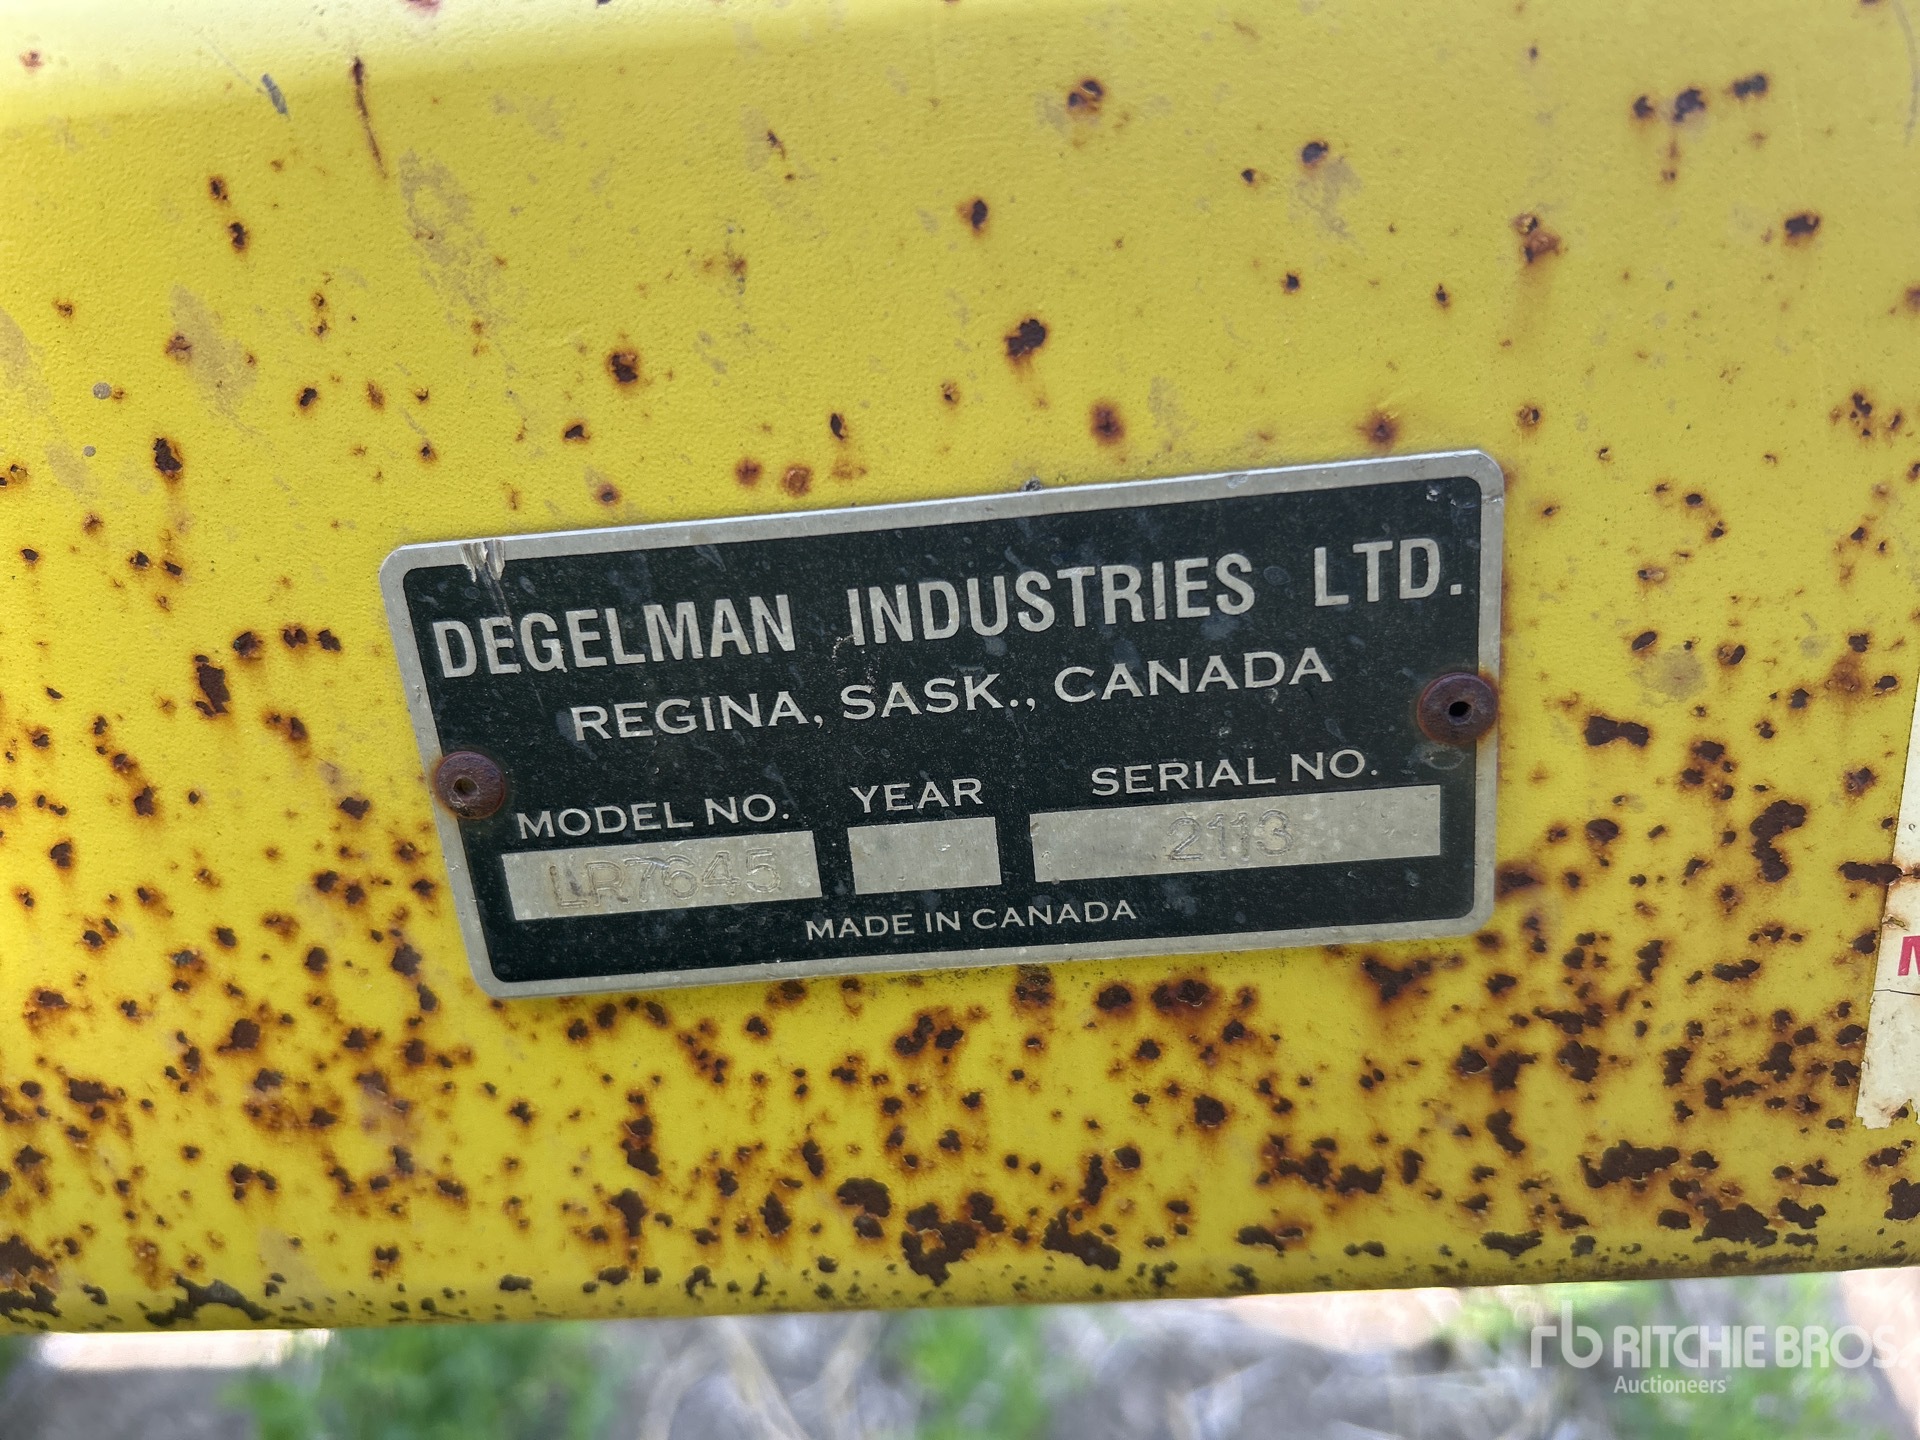 DEGELMAN INDUSTRIES LTD.
REGINA, SASK., CANADA
MODEL NO. YEAR SERIAL NO.
LR7645 2113
MADE IN CANADA
rb RITCHIE BROS.
Auctioneers